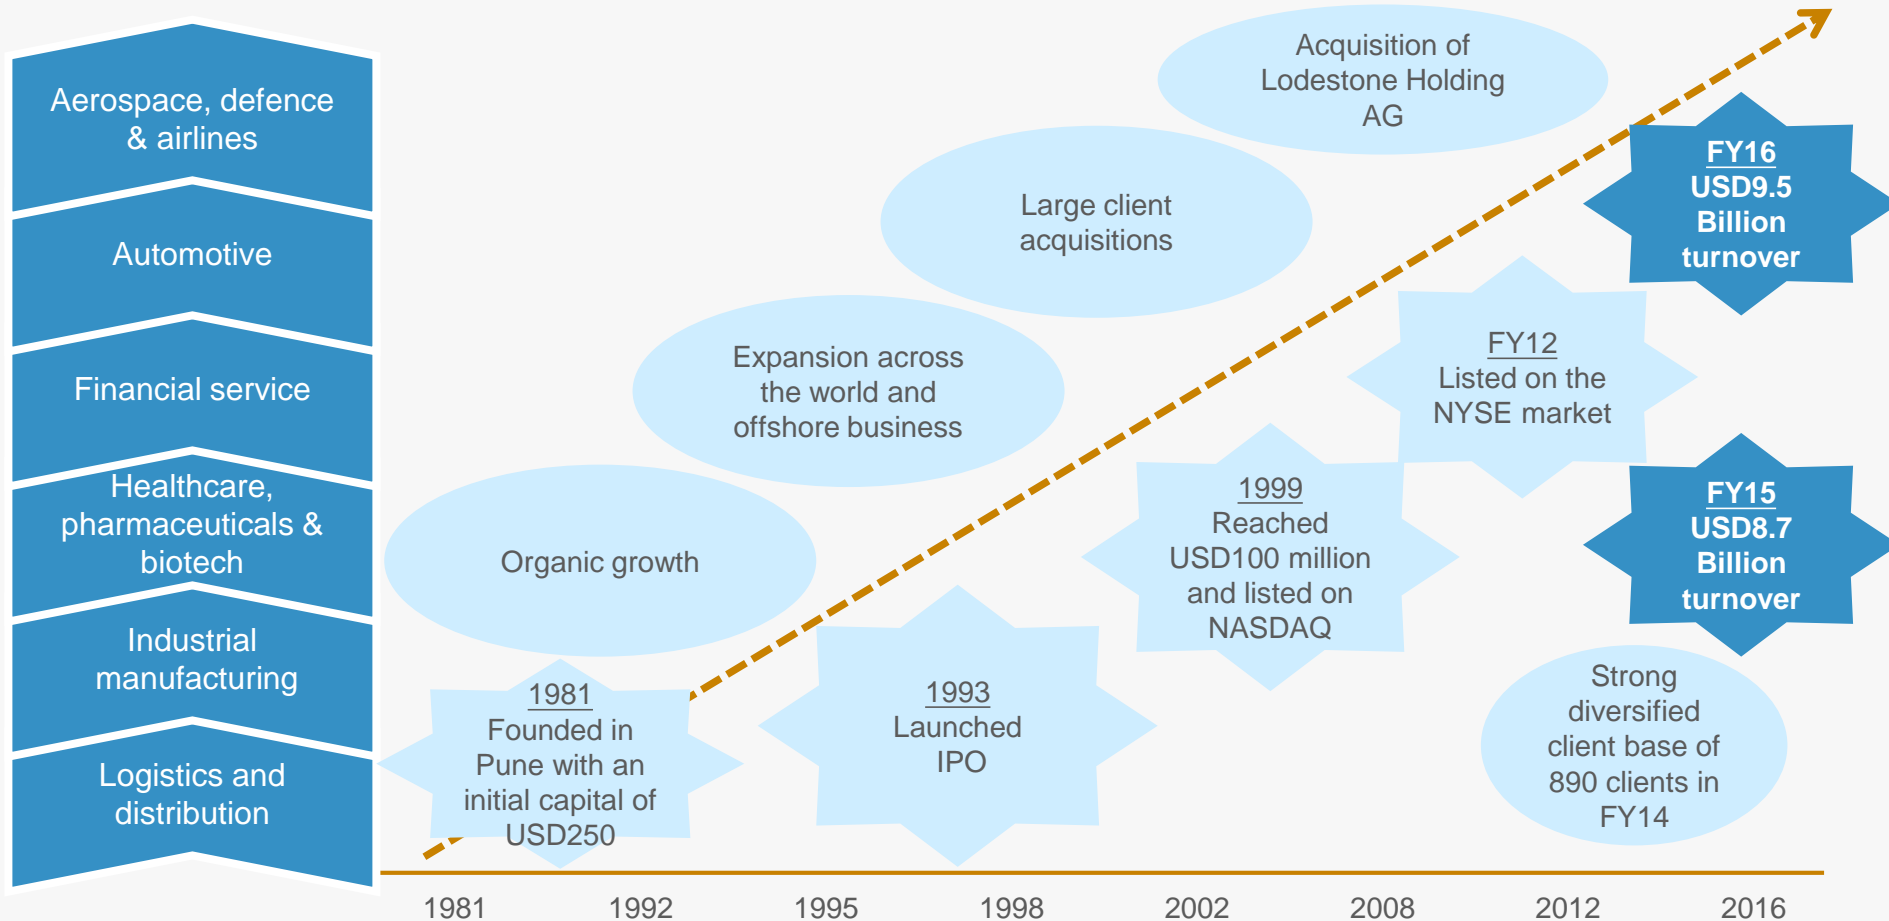 Aerospace, defence
& airlines
Automotive
Financial service
Healthcare,
pharmaceuticals &
biotech
Industrial
manufacturing
Logistics and
distribution
Acquisition of
Lodestone Holding
AG
Large client
acquisitions
Expansion across
the world and
offshore business
Organic growth
1981
Founded in
Pune with an
initial capital of
USD250
1993
Launched
IPO
1999
Reached
USD100 million
and listed on
NASDAQ
FY12
Listed on the
NYSE market
FY16
USD9.5
Billion
turnover
FY15
USD8.7
Billion
turnover
Strong
diversified
client base of
890 clients in
FY14
1981 1992 1995 1998 2002 2008 2012 2016